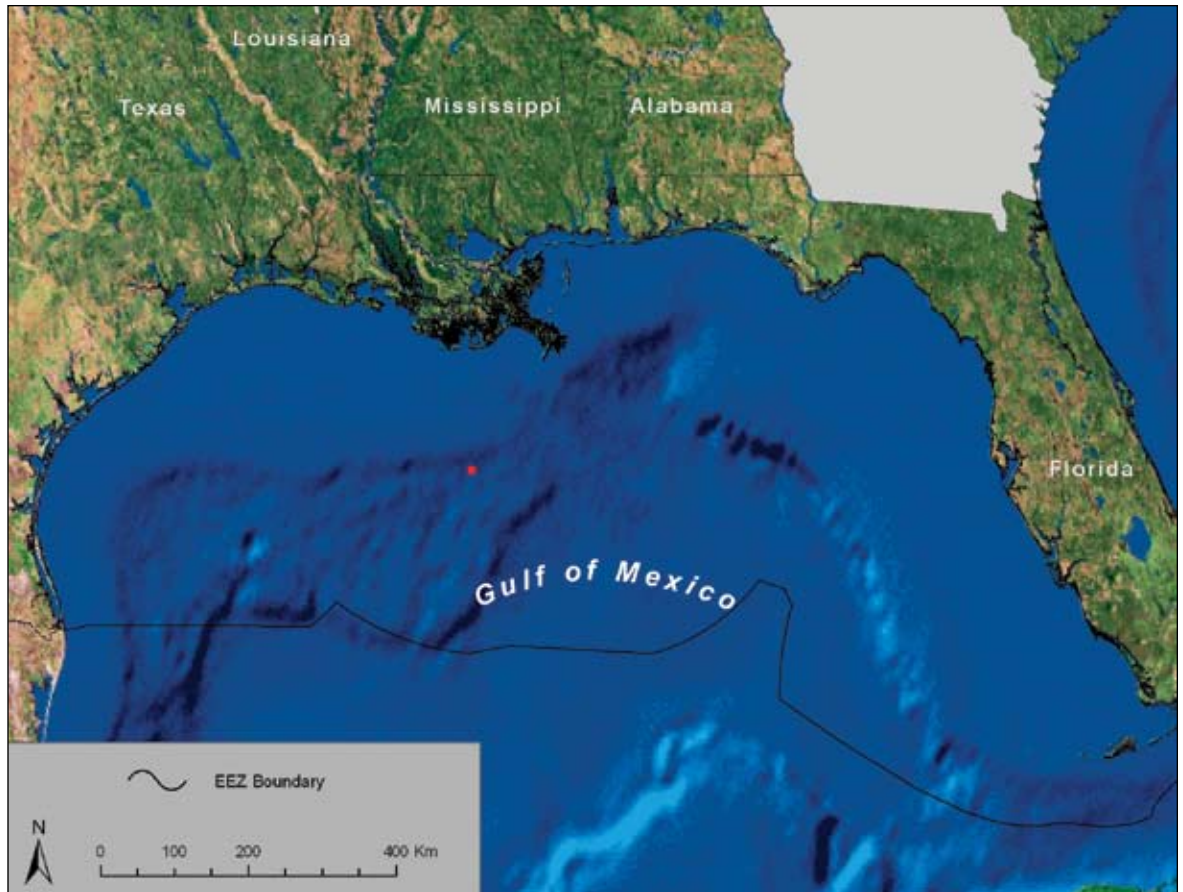 Louisiana
Texas
Mississippi
Alabama
Florida
Gulf of Mexico
EEZ Boundary
N
0 100 200 400 Km